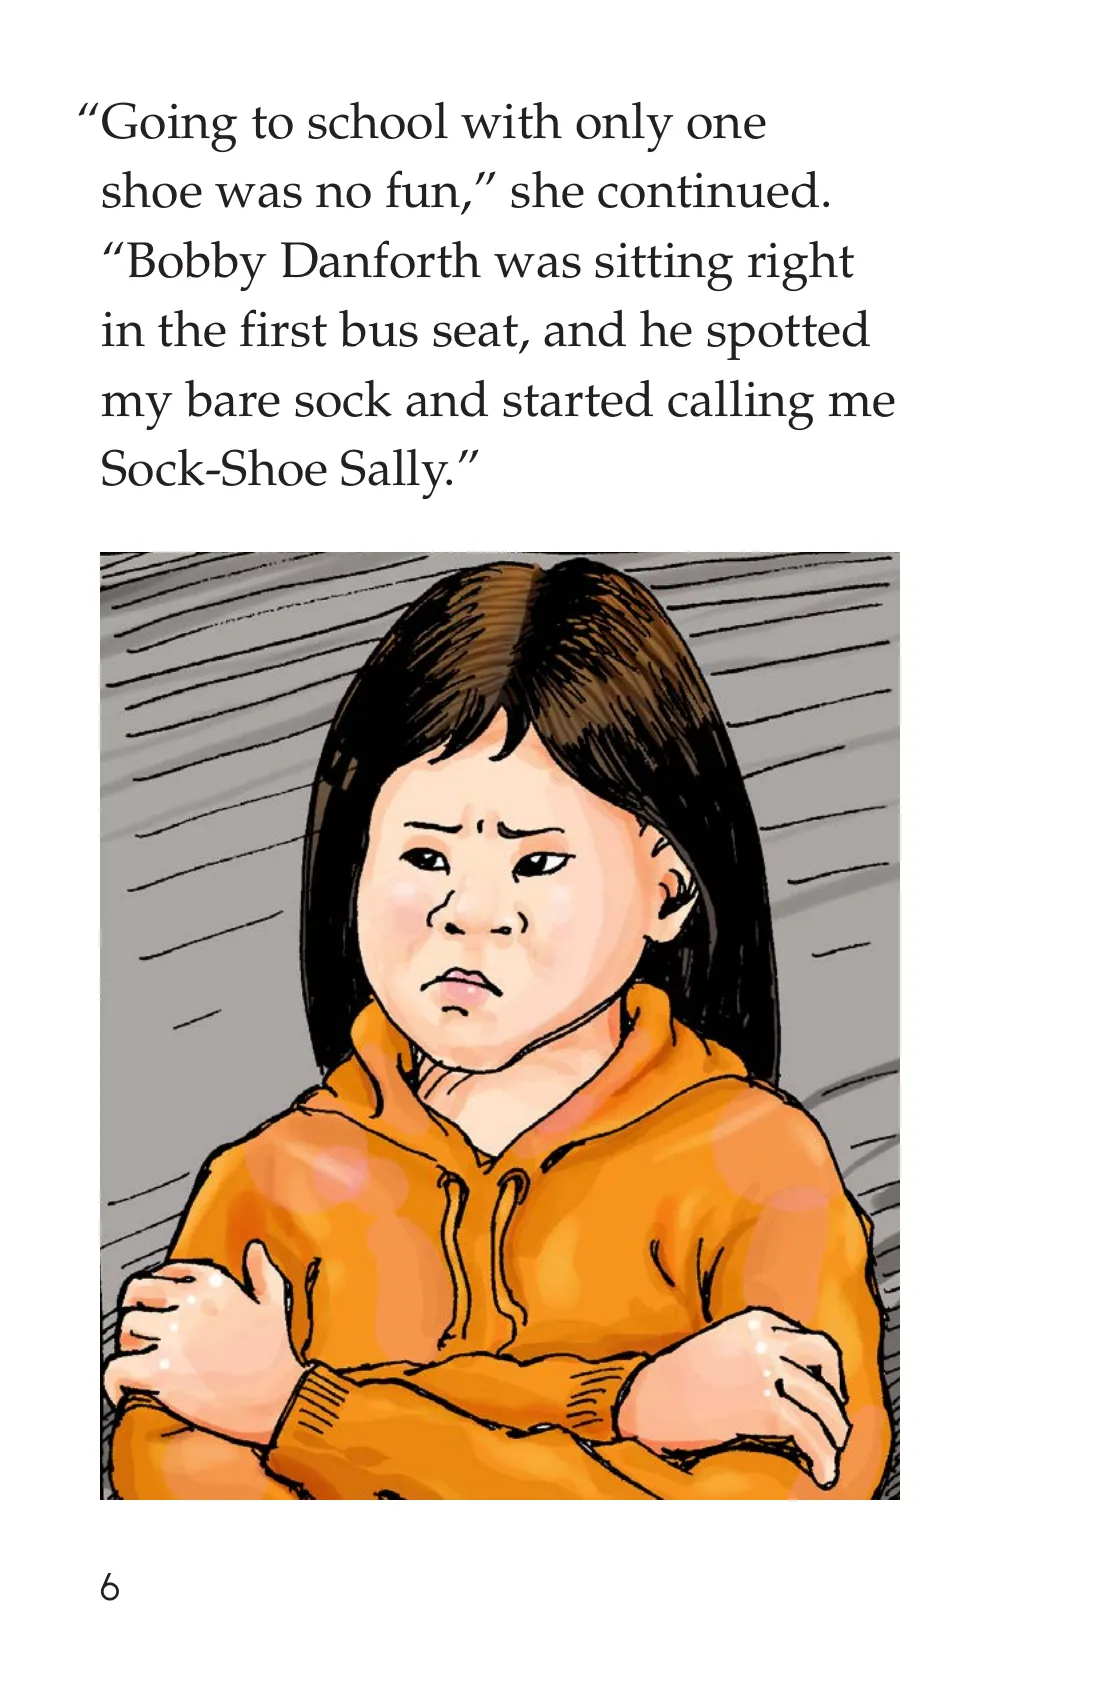 “Going to school with only one
shoe was no fun,” she continued.
“Bobby Danforth was sitting right
in the first bus seat, and he spotted
my bare sock and started calling me
Sock-Shoe Sally.”
6